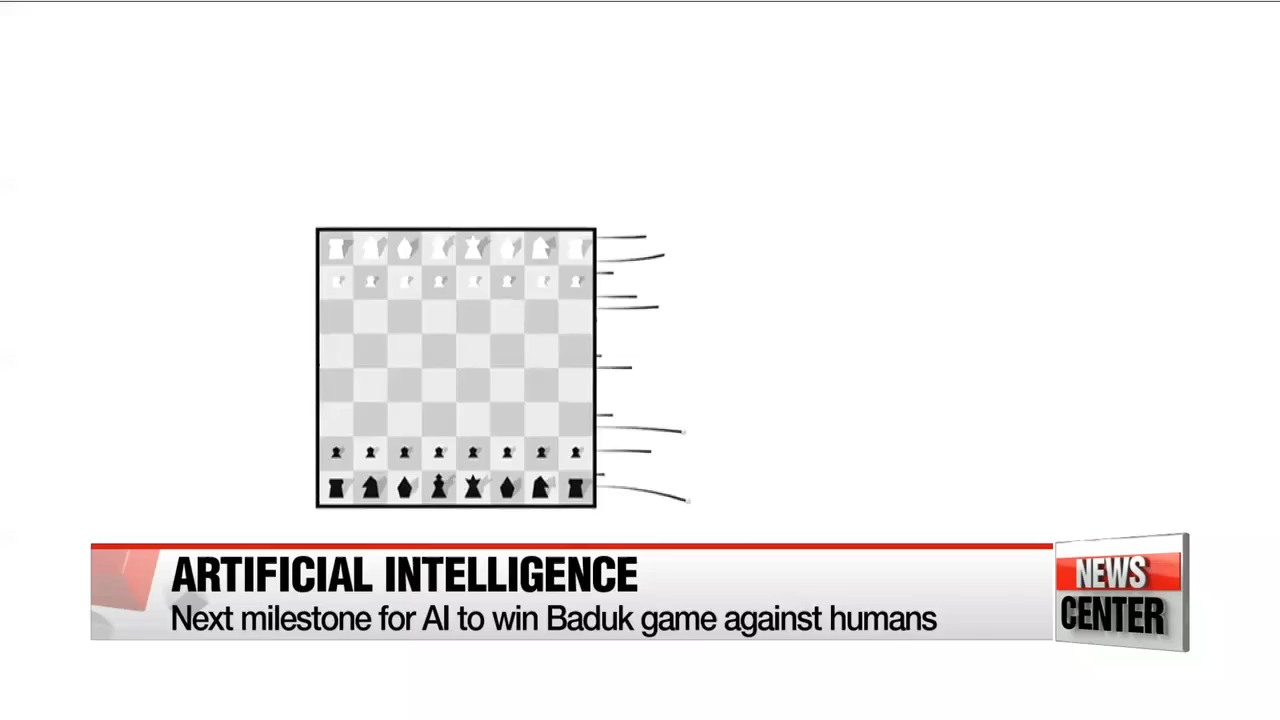 ARTIFICIAL INTELLIGENCE
Next milestone for AI to win Baduk game against humans
NEWS
CENTER